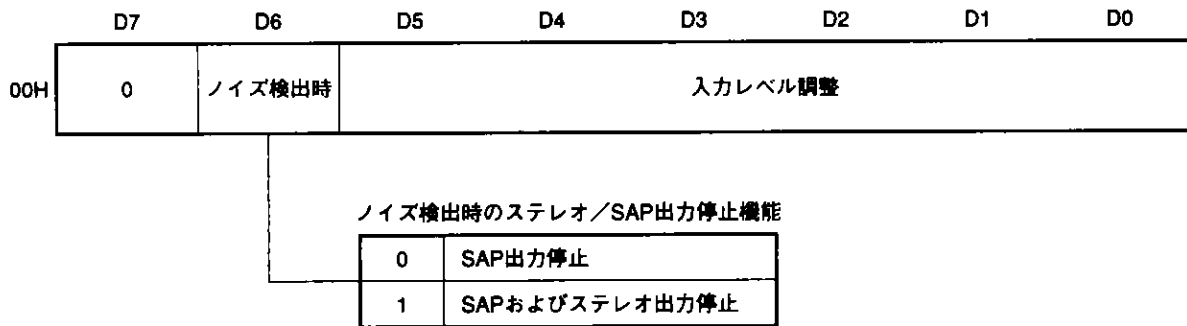 D7 D6 D5 D4 D3 D2 D1 D0
00H 0 ノイズ検出時 入力レベル調整
ノイズ検出時のステレオ／SAP出力停止機能
0 SAP出力停止
1 SAPおよびステレオ出力停止